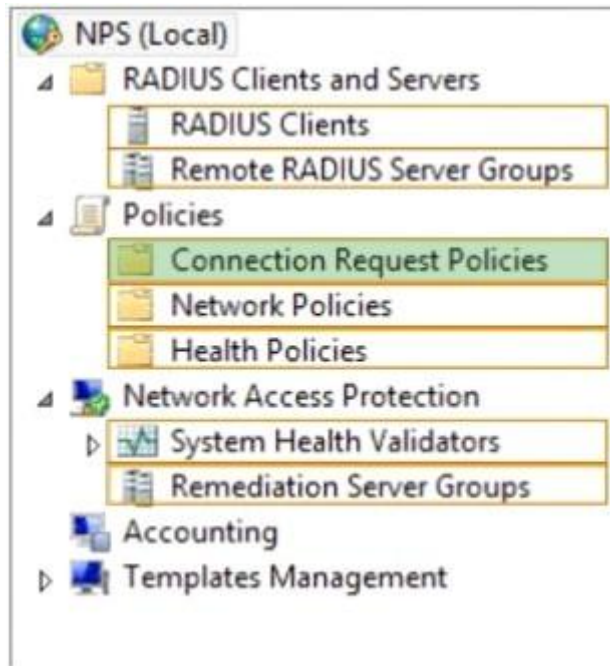 NPS (Local)
RADIUS Clients and Servers
RADIUS Clients
Remote RADIUS Server Groups
Policies
Connection Request Policies
Network Policies
Health Policies
Network Access Protection
System Health Validators
Remediation Server Groups
Accounting
Templates Management